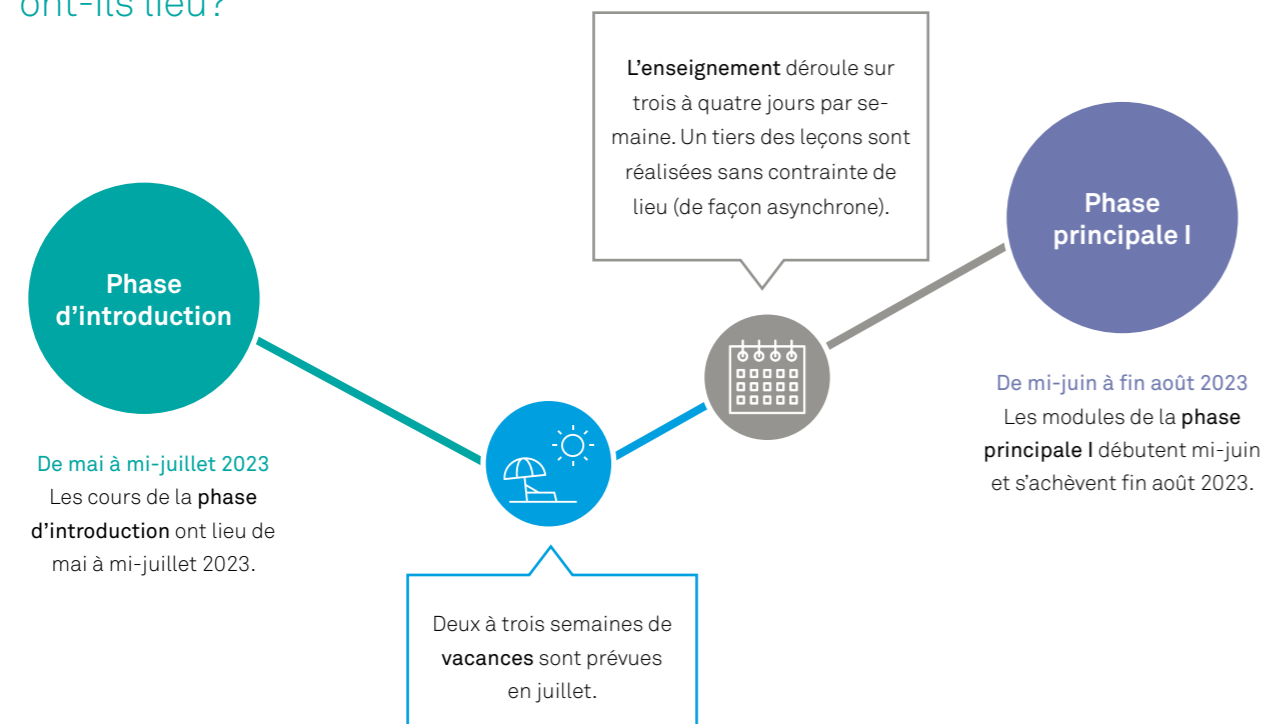 ont-ils lieu?
L'enseignement déroule sur
trois à quatre jours par se-
maine. Un tiers des leçons sont
réalisées sans contrainte de
lieu (de façon asynchrone).
Phase
principale I
Phase
d'introduction
De mi-juin à fin août 2023
Les modules de la phase
principale I débutent mi-juin
et s'achèvent fin août 2023.
De mai à mi-juillet 2023
Les cours de la phase
d'introduction ont lieu de
mai à mi-juillet 2023.
Deux à trois semaines de
vacances sont prévues
en juillet.